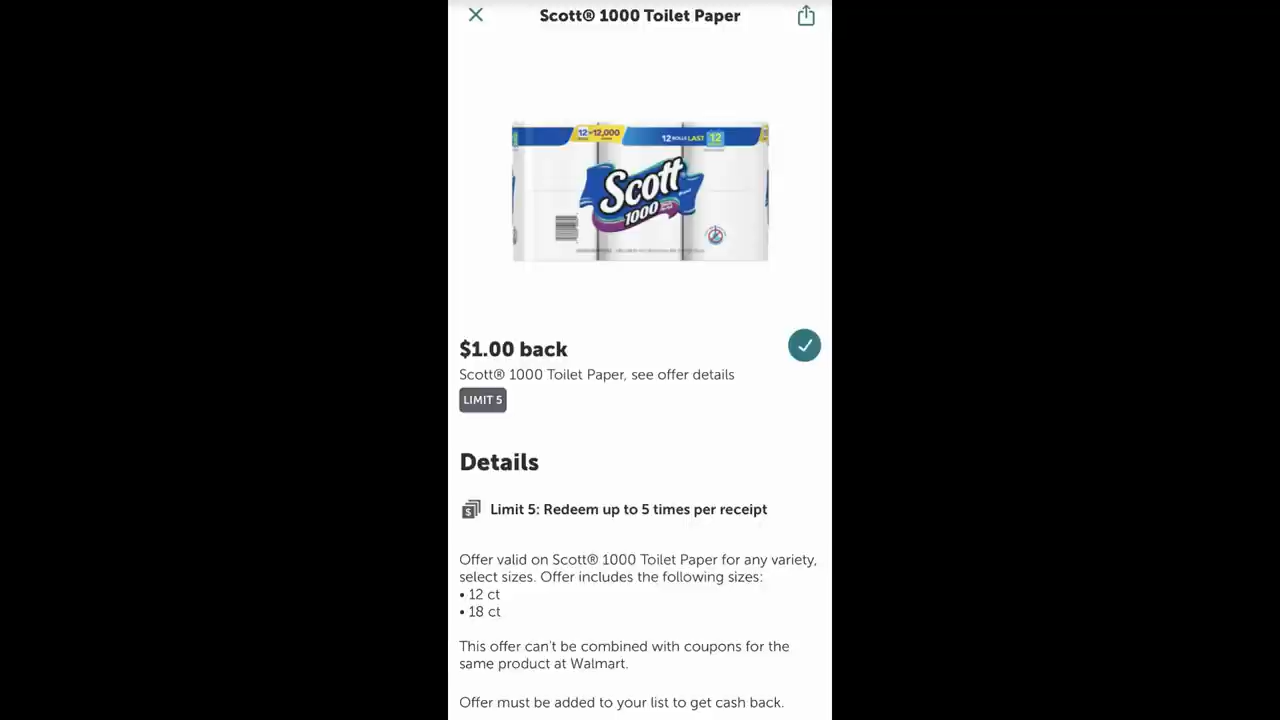 Scott® 1000 Toilet Paper
12=12,000
12 ROLLS LAST 12
Scott
1000
$1.00 back
Scott® 1000 Toilet Paper, see offer details
LIMIT 5
Details
Limit 5: Redeem up to 5 times per receipt
Offer valid on Scott® 1000 Toilet Paper for any variety,
select sizes. Offer includes the following sizes:
• 12 ct
• 18 ct
This offer can't be combined with coupons for the
same product at Walmart.
Offer must be added to your list to get cash back.